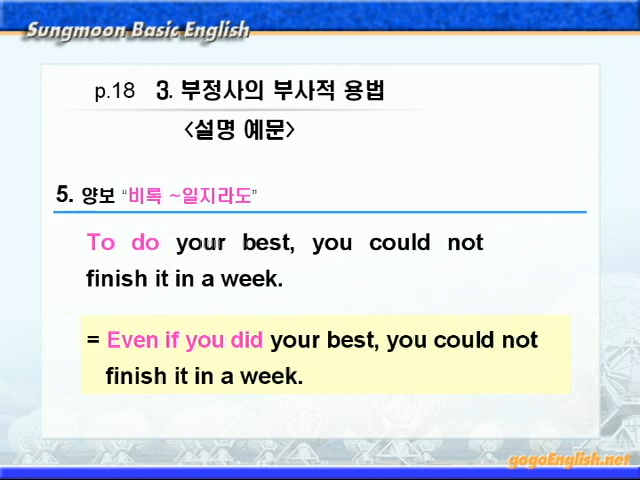 Sungmoon Basic English
p.18 3. 부정사의 부사적 용법
<설명 예문>
5. 양보 “비록 ~일지라도”
To do your best, you could not
finish it in a week.
= Even if you did your best, you could not
finish it in a week.
gogoEnglish.net